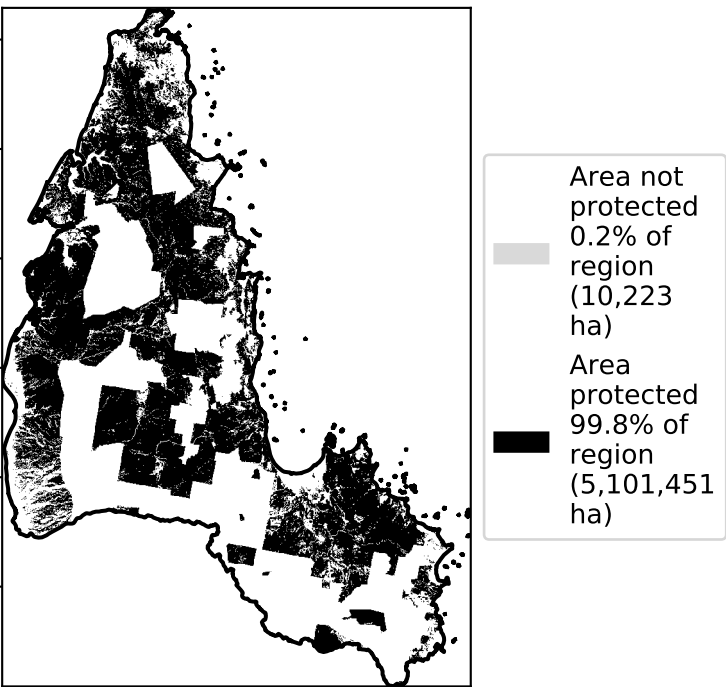 Area not
protected
0.2% of
region
(10,223
ha)
Area
protected
99.8% of
region
(5,101,451
ha)